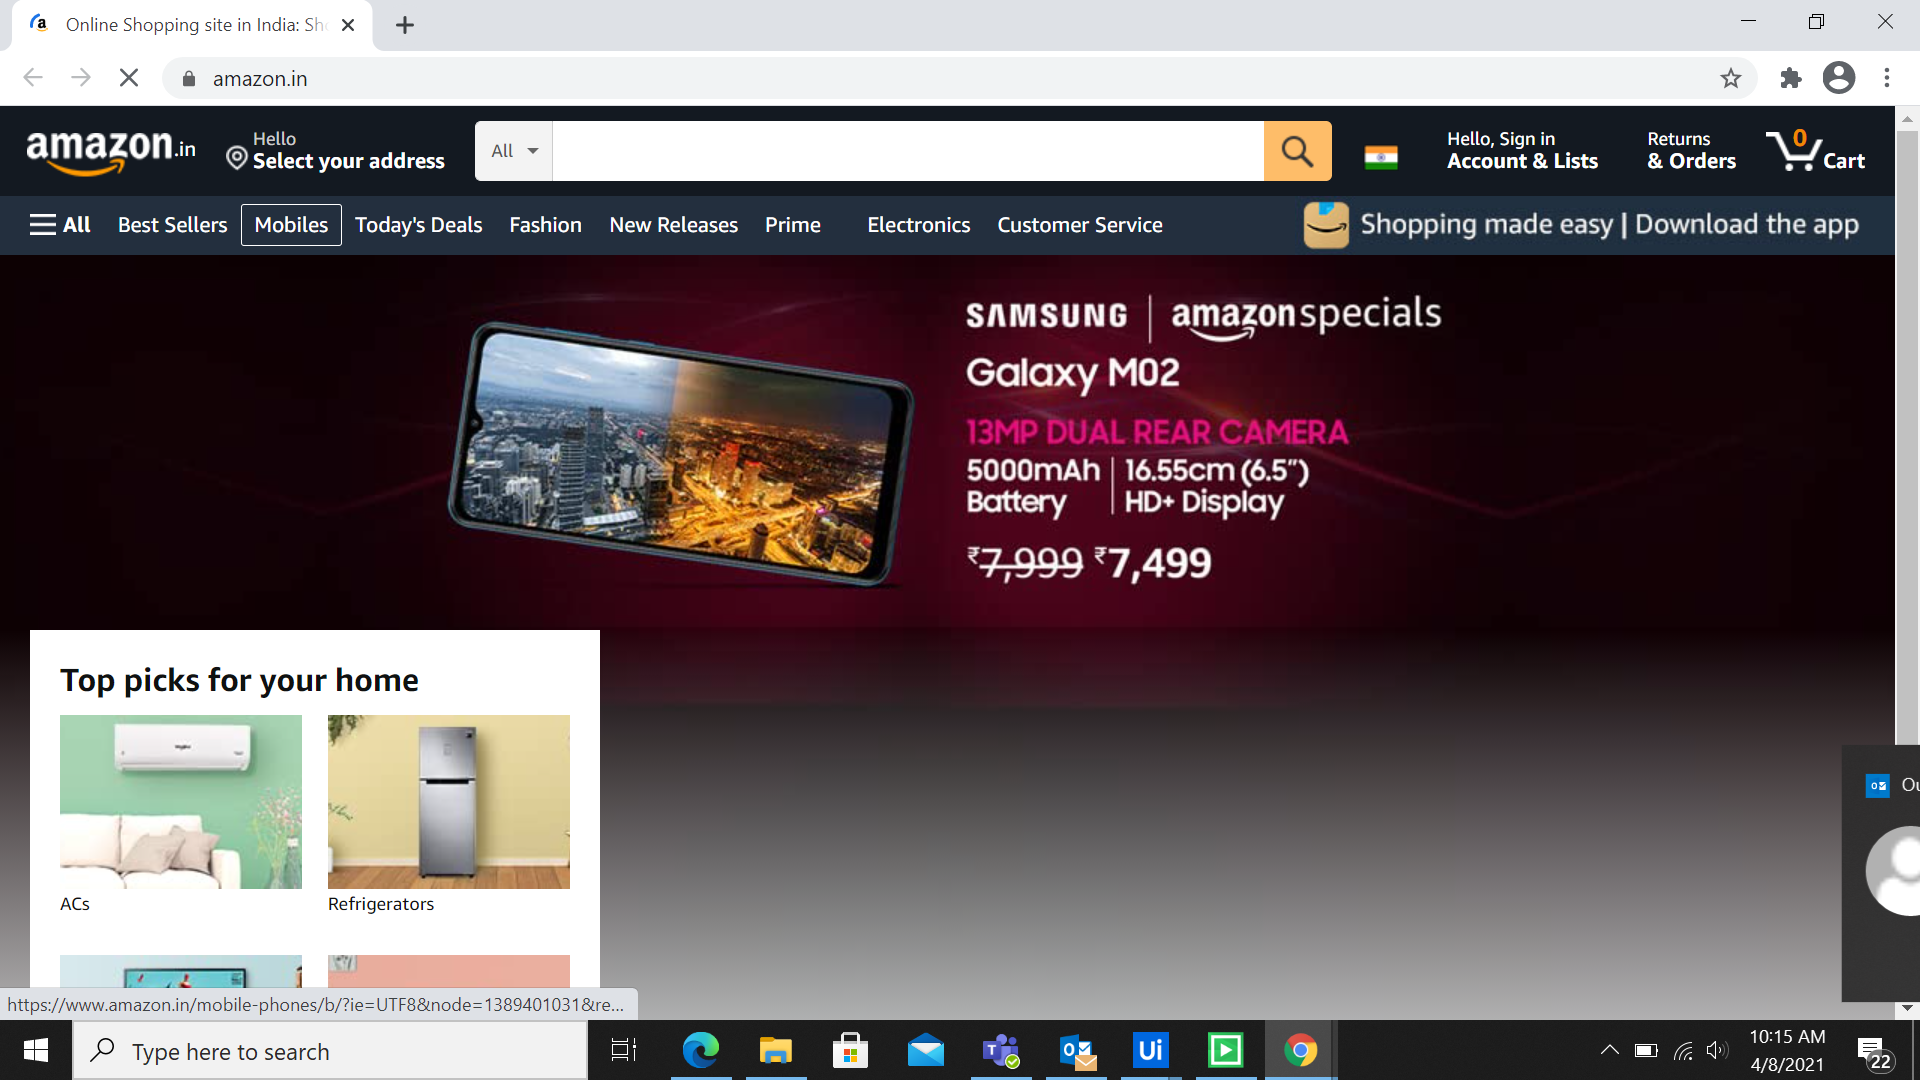 Online Shopping site in India: Sh
amazon.in
amazon.in
Hello
Select your address
All
Hello, Sign in
Account & Lists
Returns
& Orders
0
Cart
All
Best Sellers
Mobiles
Today's Deals
Fashion
New Releases
Prime
Electronics
Customer Service
Shopping made easy | Download the app
SAMSUNG | amazonspecials
Galaxy M02
13MP DUAL REAR CAMERA
5000mAh
Battery
16.55cm (6.5")
HD+ Display
₹7,999 ₹7,499
Top picks for your home
ACs
Refrigerators
Ou
https://www.amazon.in/mobile-phones/b/?ie=UTF8&node=1389401031&re...
Type here to search
Ui
10:15 AM
4/8/2021
22